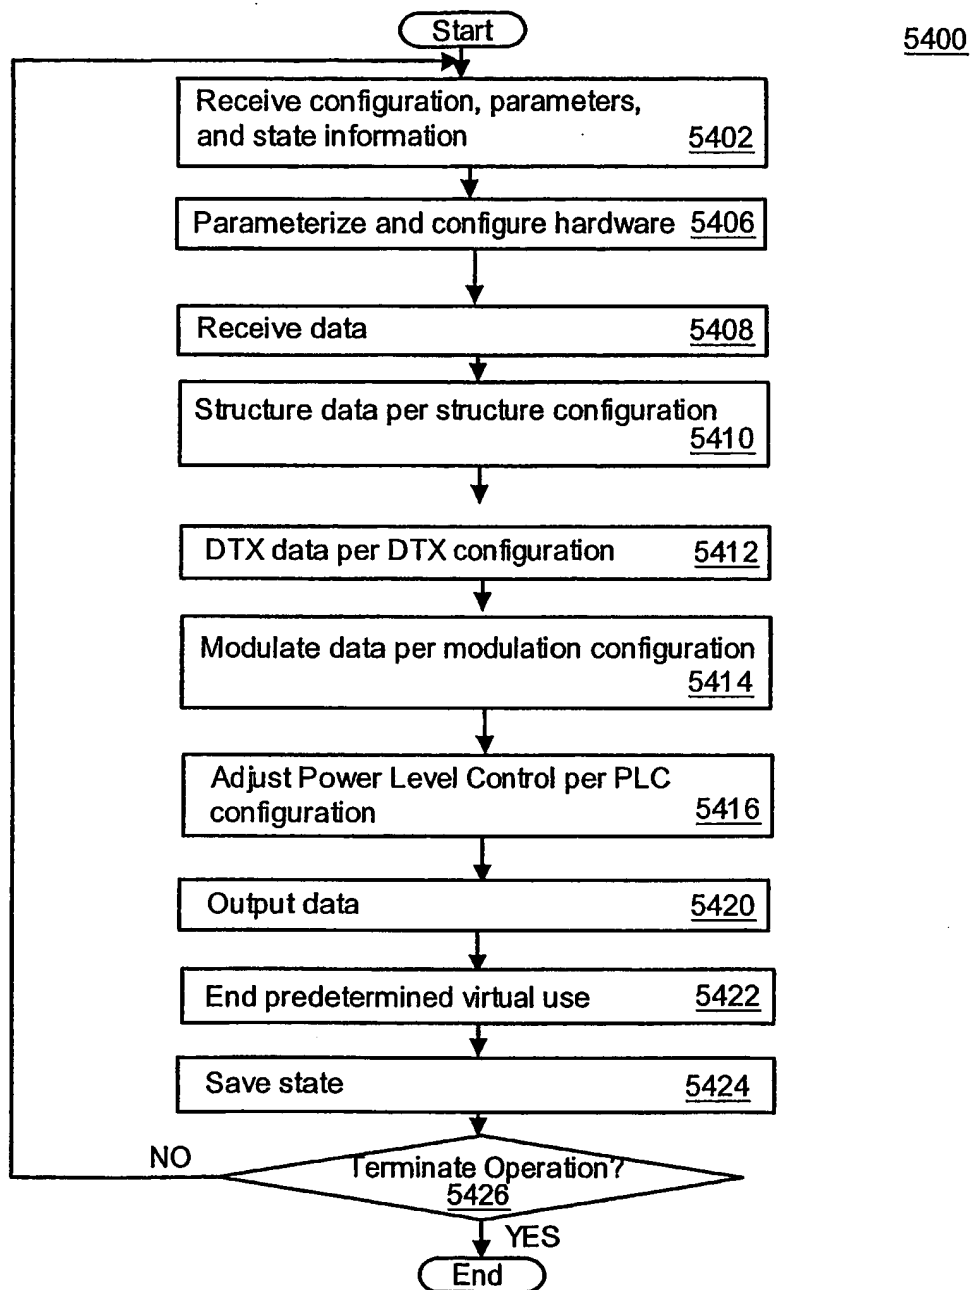 Start
5400
Receive configuration, parameters,
and state information 5402
Parameterize and configure hardware 5406
Receive data 5408
Structure data per structure configuration
5410
DTX data per DTX configuration 5412
Modulate data per modulation configuration
5414
Adjust Power Level Control per PLC
configuration 5416
Output data 5420
End predetermined virtual use 5422
Save state 5424
NO
Terminate Operation?
5426
YES
End